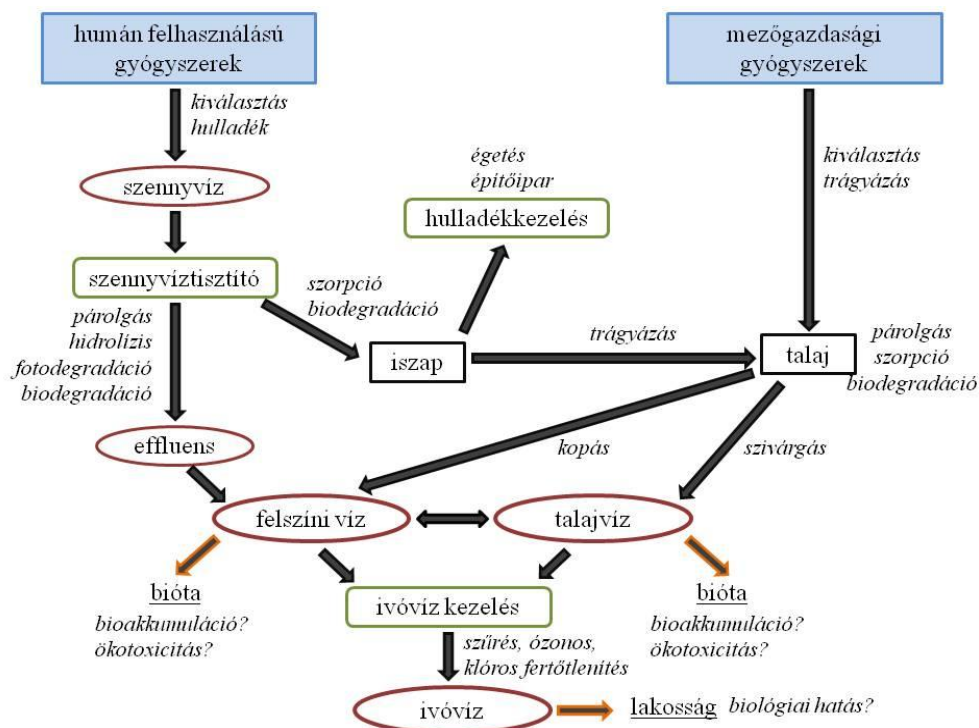 humán felhasználású
gyógyszerek
mezőgazdasági
gyógyszerek
kiválasztás
hulladék
égetés
építőipar
kiválasztás
trágyázás
szennyvíz
hulladékkezelés
szennyvíztisztító
szorpció
biodegradáció
párolgás
hidrolízis
fotodegradáció
biodegradáció
iszap
trágyázás
talaj
párolgás
szorpció
biodegradáció
effluens
kopás
szivárgás
felszíni víz
talajvíz
bióta
bioakkumuláció?
ökotoxicitás?
ivóvíz kezelés
bióta
bioakkumuláció?
ökotoxicitás?
szűrés, ózonos,
klóros fertőtlenítés
ivóvíz
lakosság biológiai hatás?